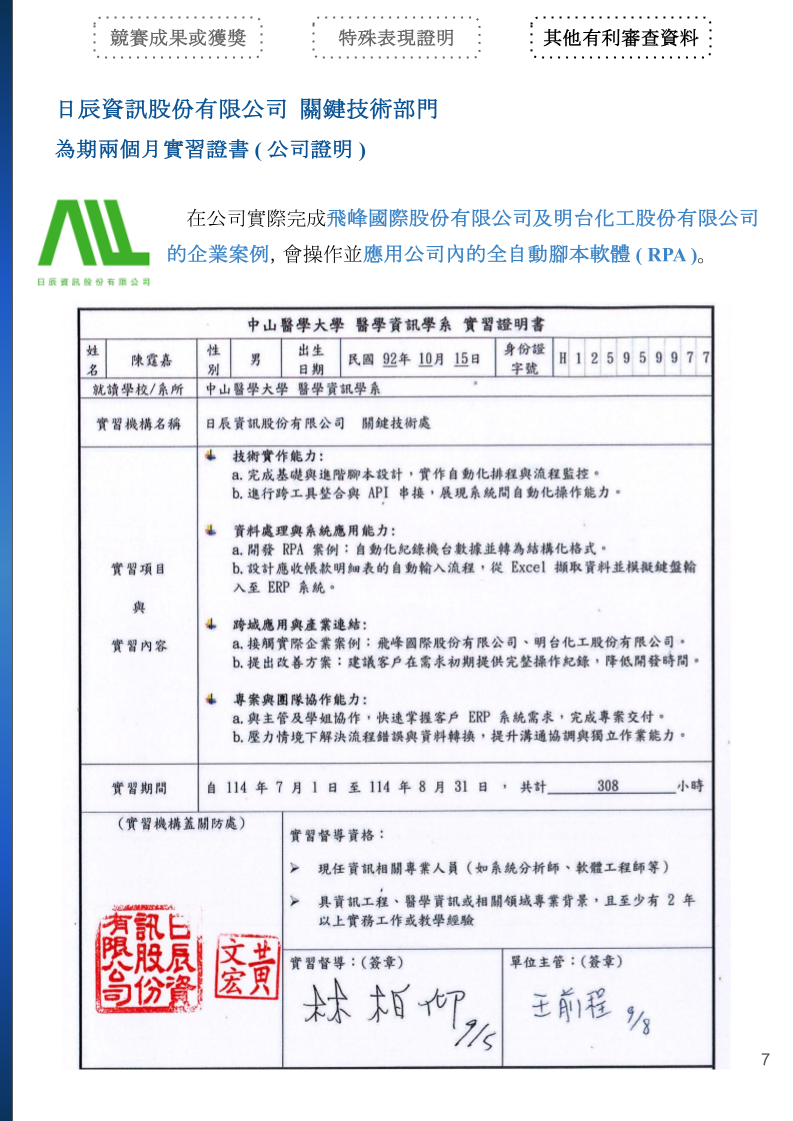 競賽成果或獲獎 特殊表現證明 其他有利審查資料
日辰資訊股份有限公司 關鍵技術部門
為期兩個月實習證書 ( 公司證明 )
在公司實際完成飛峰國際股份有限公司及明台化工股份有限公司
的企業案例, 會操作並應用公司內的全自動腳本軟體 ( RPA )。
ALL
日辰資訊股份有限公司
中山醫學大學 醫學資訊學系 實習證明書
姓名 陳霆嘉 性別 男 出生日期 民國 92年 10月 15日 身份證字號 H125959977
就讀學校/系所 中山醫學大學 醫學資訊學系
實習機構名稱 日辰資訊股份有限公司 關鍵技術處
實習項目
與
實習內容
技術實作能力:
a.完成基礎與進階腳本設計,實作自動化排程與流程監控。
b.進行跨工具整合與 API 串接,展現系統間自動化操作能力。
資料處理與系統應用能力:
a.開發 RPA 案例:自動化紀錄機台數據並轉為結構化格式。
b.設計應收帳款明細表的自動輸入流程,從 Excel 擷取資料並模擬鍵盤輸
入至 ERP 系統。
跨域應用與產業連結:
a.接觸實際企業案例:飛峰國際股份有限公司、明台化工股份有限公司。
b.提出改善方案:建議客戶在需求初期提供完整操作紀錄,降低開發時間。
專案與團隊協作能力:
a.與主管及學姐協作,快速掌握客戶 ERP 系統需求,完成專案交付。
b.壓力情境下解決流程錯誤與資料轉換,提升溝通協調與獨立作業能力。
實習期間 自 114 年 7 月 1 日 至 114 年 8 月 31 日 , 共計 308 小時
(實習機構蓋關防處)
日辰資訊股份有限公司
黃文宏
實習督導資格:
➢ 現任資訊相關專業人員(如系統分析師、軟體工程師等)
➢ 具資訊工程、醫學資訊或相關領域專業背景,且至少有 2 年
以上實務工作或教學經驗
實習督導:(簽章)
林柏仰 9/5
單位主管:(簽章)
王前程 9/8
7